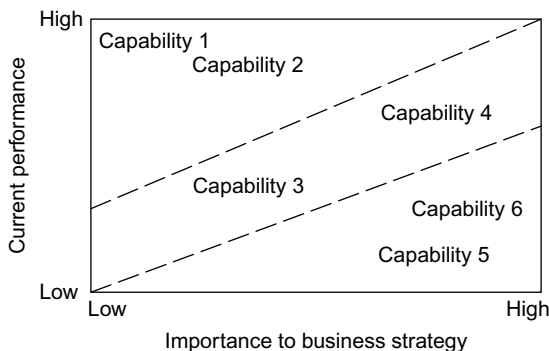 High
Capability 1
Capability 2
Current performance
Capability 4
Capability 3
Capability 6
Capability 5
Low
Low
High
Importance to business strategy